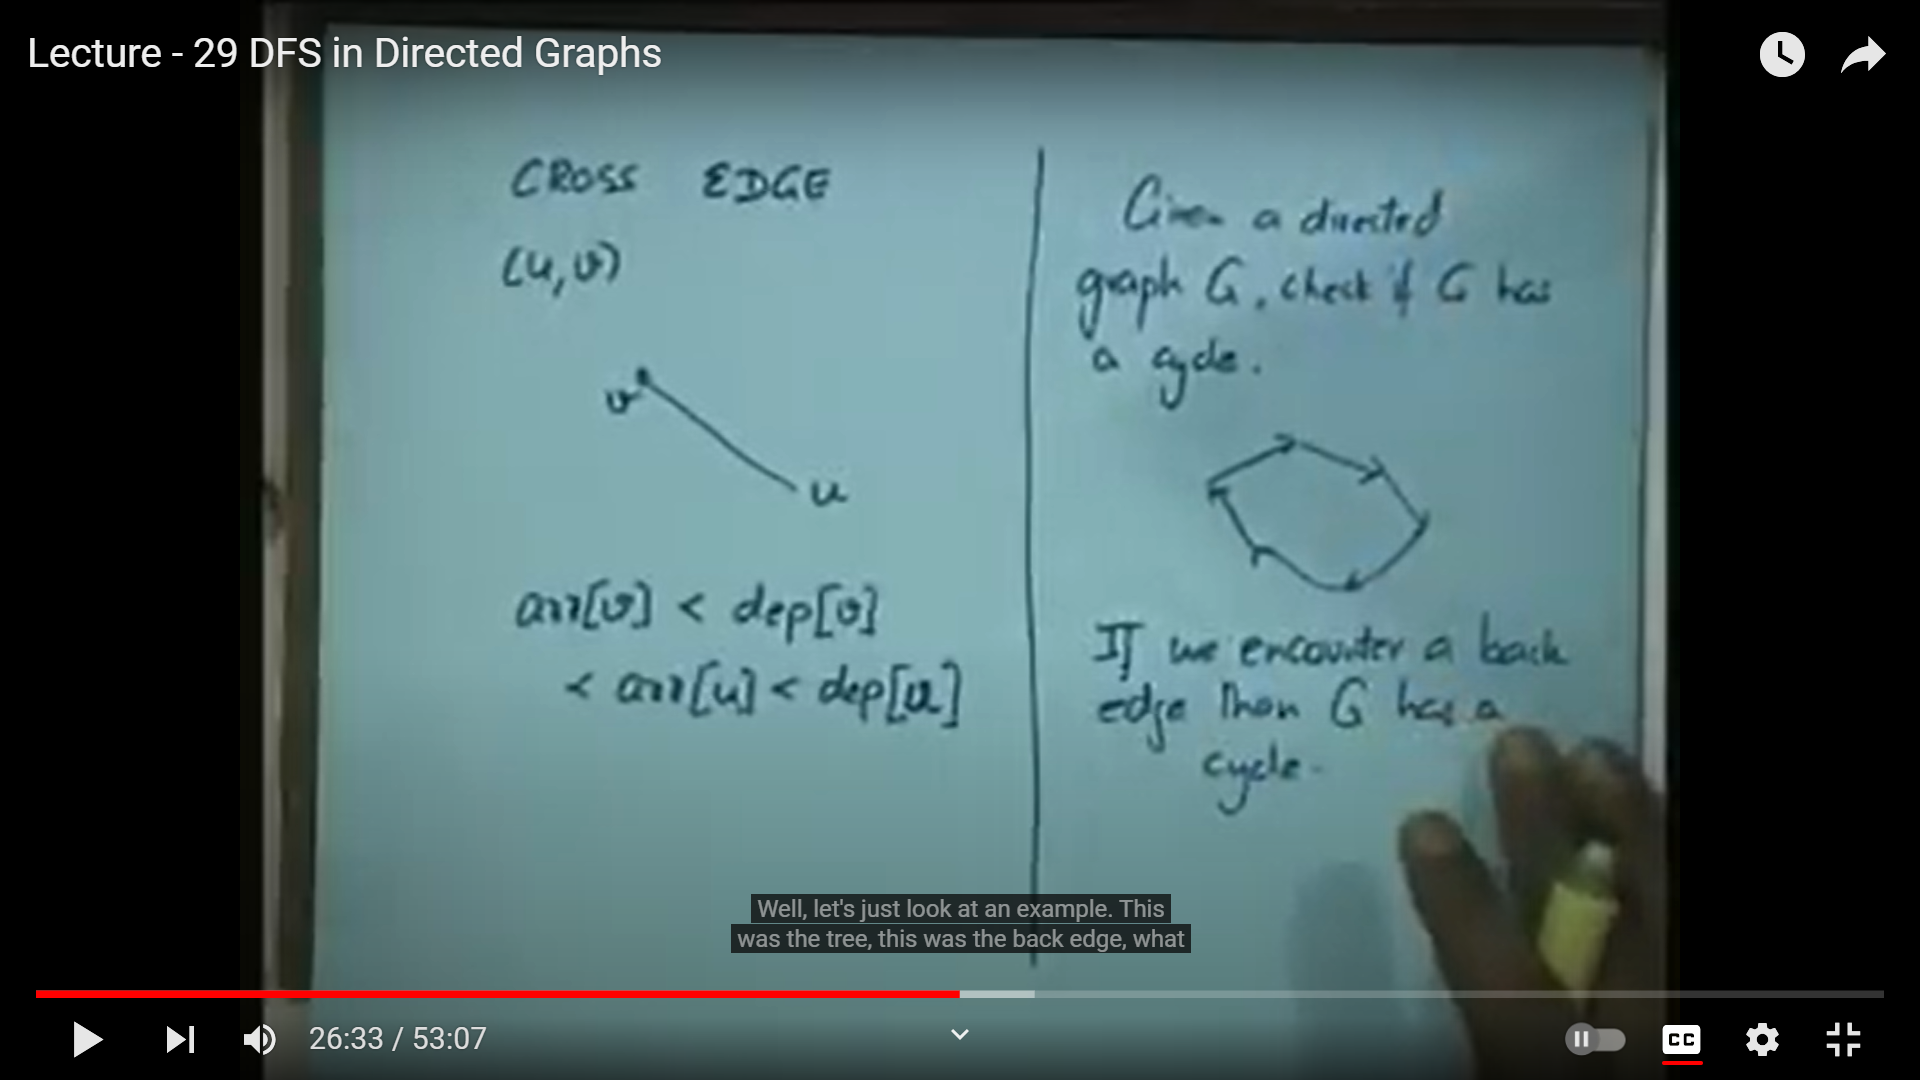 Lecture - 29 DFS in Directed Graphs
CROSS EDGE
(u,v)
v
u
arr[v] < dep[v]
< arr[u] < dep[u]
Given a directed
graph G, check if G has
a cycle.
If we encounter a back
edge then G has a
cycle.
Well, let's just look at an example. This
was the tree, this was the back edge, what
26:33 / 53:07
CC